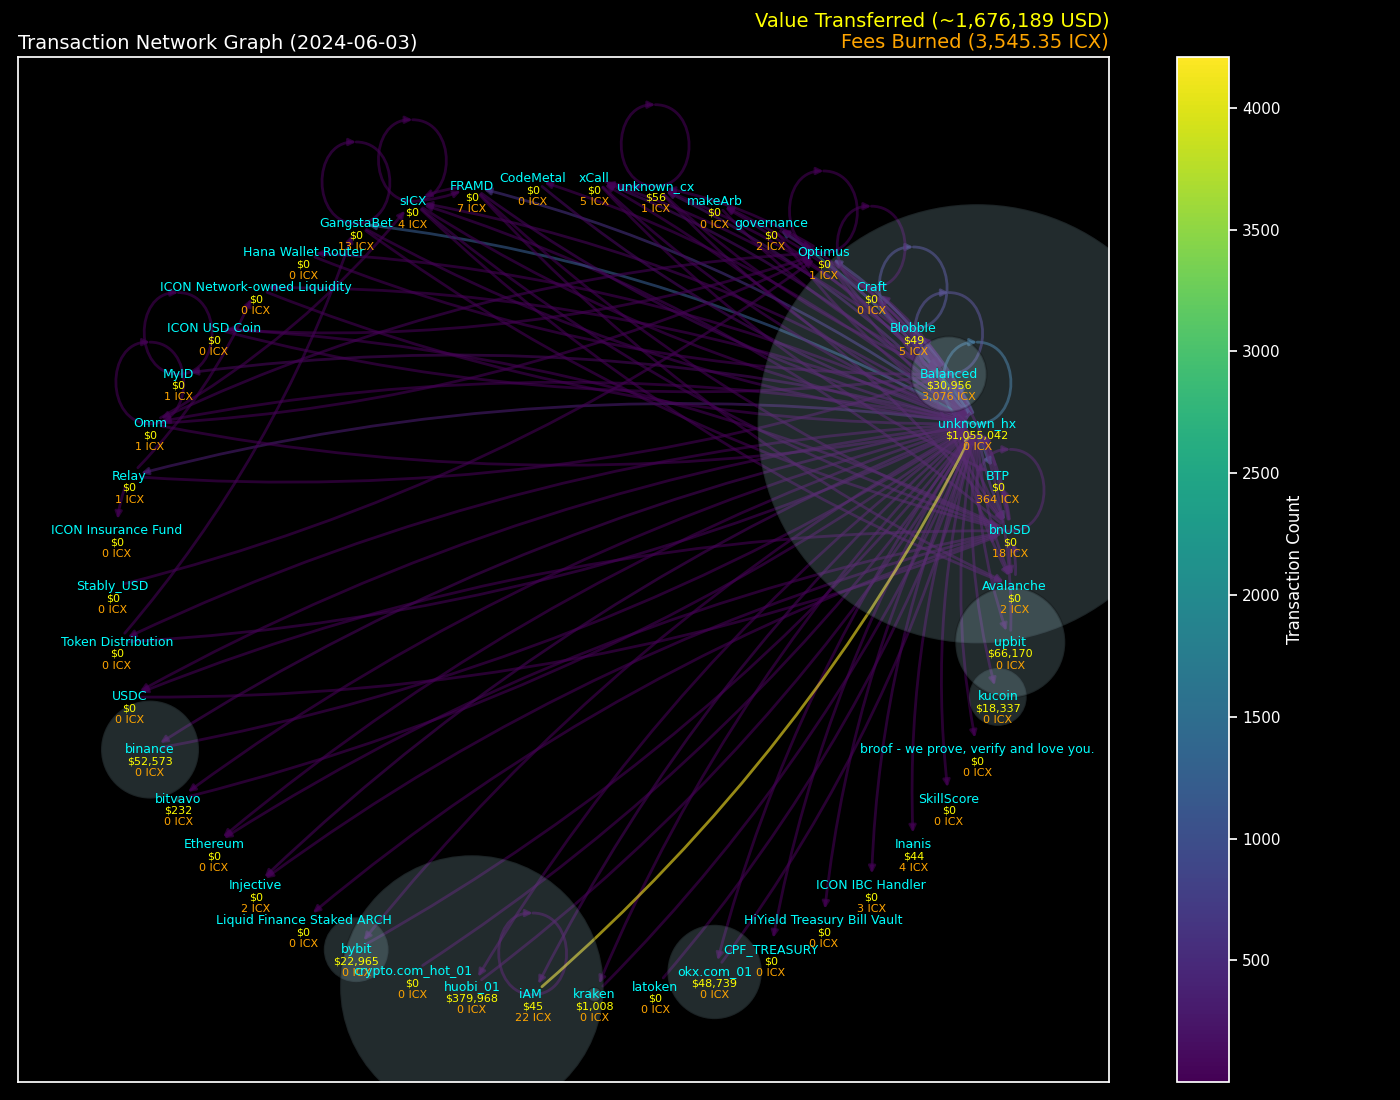 Value Transferred (~1,676,189 USD)
Transaction Network Graph (2024-06-03)
Fees Burned (3,545.35 ICX)
CodeMetal
$0
0 ICX
xCall
$0
5 ICX
FRAMD
$0
7 ICX
unknown_cx
$56
1 ICX
sICX
$0
4 ICX
makeArb
$0
0 ICX
GangstaBet
$0
13 ICX
governance
$0
2 ICX
Hana Wallet Router
$0
0 ICX
Optimus
$0
1 ICX
ICON Network-owned Liquidity
$0
0 ICX
Craft
$0
0 ICX
ICON USD Coin
$0
0 ICX
Blobble
$49
5 ICX
MyID
$0
1 ICX
Balanced
$30,956
3,076 ICX
Omm
$0
1 ICX
unknown_hx
$1,055,042
0 ICX
Relay
$0
1 ICX
BTP
$0
364 ICX
ICON Insurance Fund
$0
0 ICX
bnUSD
$0
18 ICX
Stably_USD
$0
0 ICX
Avalanche
$0
2 ICX
Token Distribution
$0
0 ICX
upbit
$66,170
0 ICX
USDC
$0
0 ICX
kucoin
$18,337
0 ICX
binance
$52,573
0 ICX
broof - we prove, verify and love you.
$0
0 ICX
bitvavo
$232
0 ICX
SkillScore
$0
0 ICX
Ethereum
$0
0 ICX
Inanis
$44
4 ICX
Injective
$0
2 ICX
ICON IBC Handler
$0
3 ICX
Liquid Finance Staked ARCH
$0
0 ICX
HiYield Treasury Bill Vault
$0
0 ICX
bybit
$22,965
0 ICX
CPF_TREASURY
$0
0 ICX
crypto.com_hot_01
$0
0 ICX
okx.com_01
$48,739
0 ICX
huobi_01
$379,968
0 ICX
iAM
$45
22 ICX
kraken
$1,008
0 ICX
latoken
$0
0 ICX
4000
3500
3000
2500
2000
1500
1000
500
Transaction Count